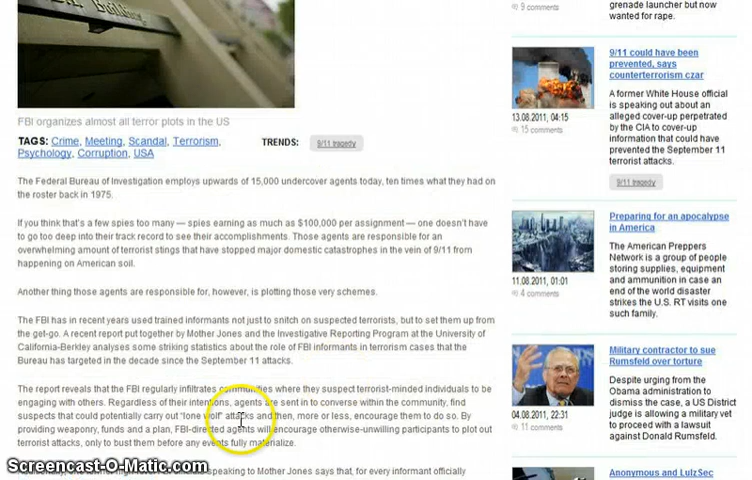 Building
FBI organizes almost all terror plots in the US
TAGS: Crime, Meeting, Scandal, Terrorism,
Psychology, Corruption, USA
TRENDS: 9/11 tragedy
The Federal Bureau of Investigation employs upwards of 15,000 undercover agents today, ten times what they had on
the roster back in 1975.
If you think that's a few spies too many — spies earning as much as $100,000 per assignment — one doesn't have
to go too deep into their track record to see their accomplishments. Those agents are responsible for an
overwhelming amount of terrorist stings that have stopped major domestic catastrophes in the vein of 9/11 from
happening on American soil.
Another thing those agents are responsible for, however, is plotting those very schemes.
The FBI has in recent years used trained informants not just to snitch on suspected terrorists, but to set them up from
the get-go. A recent report put together by Mother Jones and the Investigative Reporting Program at the University of
California-Berkley analyses some striking statistics about the role of FBI informants in terrorism cases that the
Bureau has targeted in the decade since the September 11 attacks.
The report reveals that the FBI regularly infiltrates communities where they suspect terrorist-minded individuals to be
engaging with others. Regardless of their intentions, agents are sent in to converse within the community, find
suspects that could potentially carry out "lone wolf" attacks and then, more or less, encourage them to do so. By
providing weaponry, funds and a plan, FBI-directed agents will encourage otherwise-unwilling participants to plot out
terrorist attacks, only to bust them before any events fully materialize.
speaking to Mother Jones says that, for every informant officially
grenade launcher but now
wanted for rape.
9 comments
9/11 could have been
prevented, says
counterterrorism czar
13.08.2011, 04:15
15 comments
A former White House official
is speaking out about an
alleged cover-up perpetrated
by the CIA to cover-up
information that could have
prevented the September 11
terrorist attacks.
9/11 tragedy
Preparing for an apocalypse
in America
11.08.2011, 01:01
4 comments
The American Preppers
Network is a group of people
storing supplies, equipment
and ammunition in case an
end of the world disaster
strikes the U.S. RT visits one
such family.
Military contractor to sue
Rumsfeld over torture
04.08.2011, 22:31
11 comments
Despite urging from the
Obama administration to
dismiss the case, a US District
judge is allowing a military vet
to proceed with a lawsuit
against Donald Rumsfeld.
Anonymous and LulzSec
Screencast-O-Matic.com